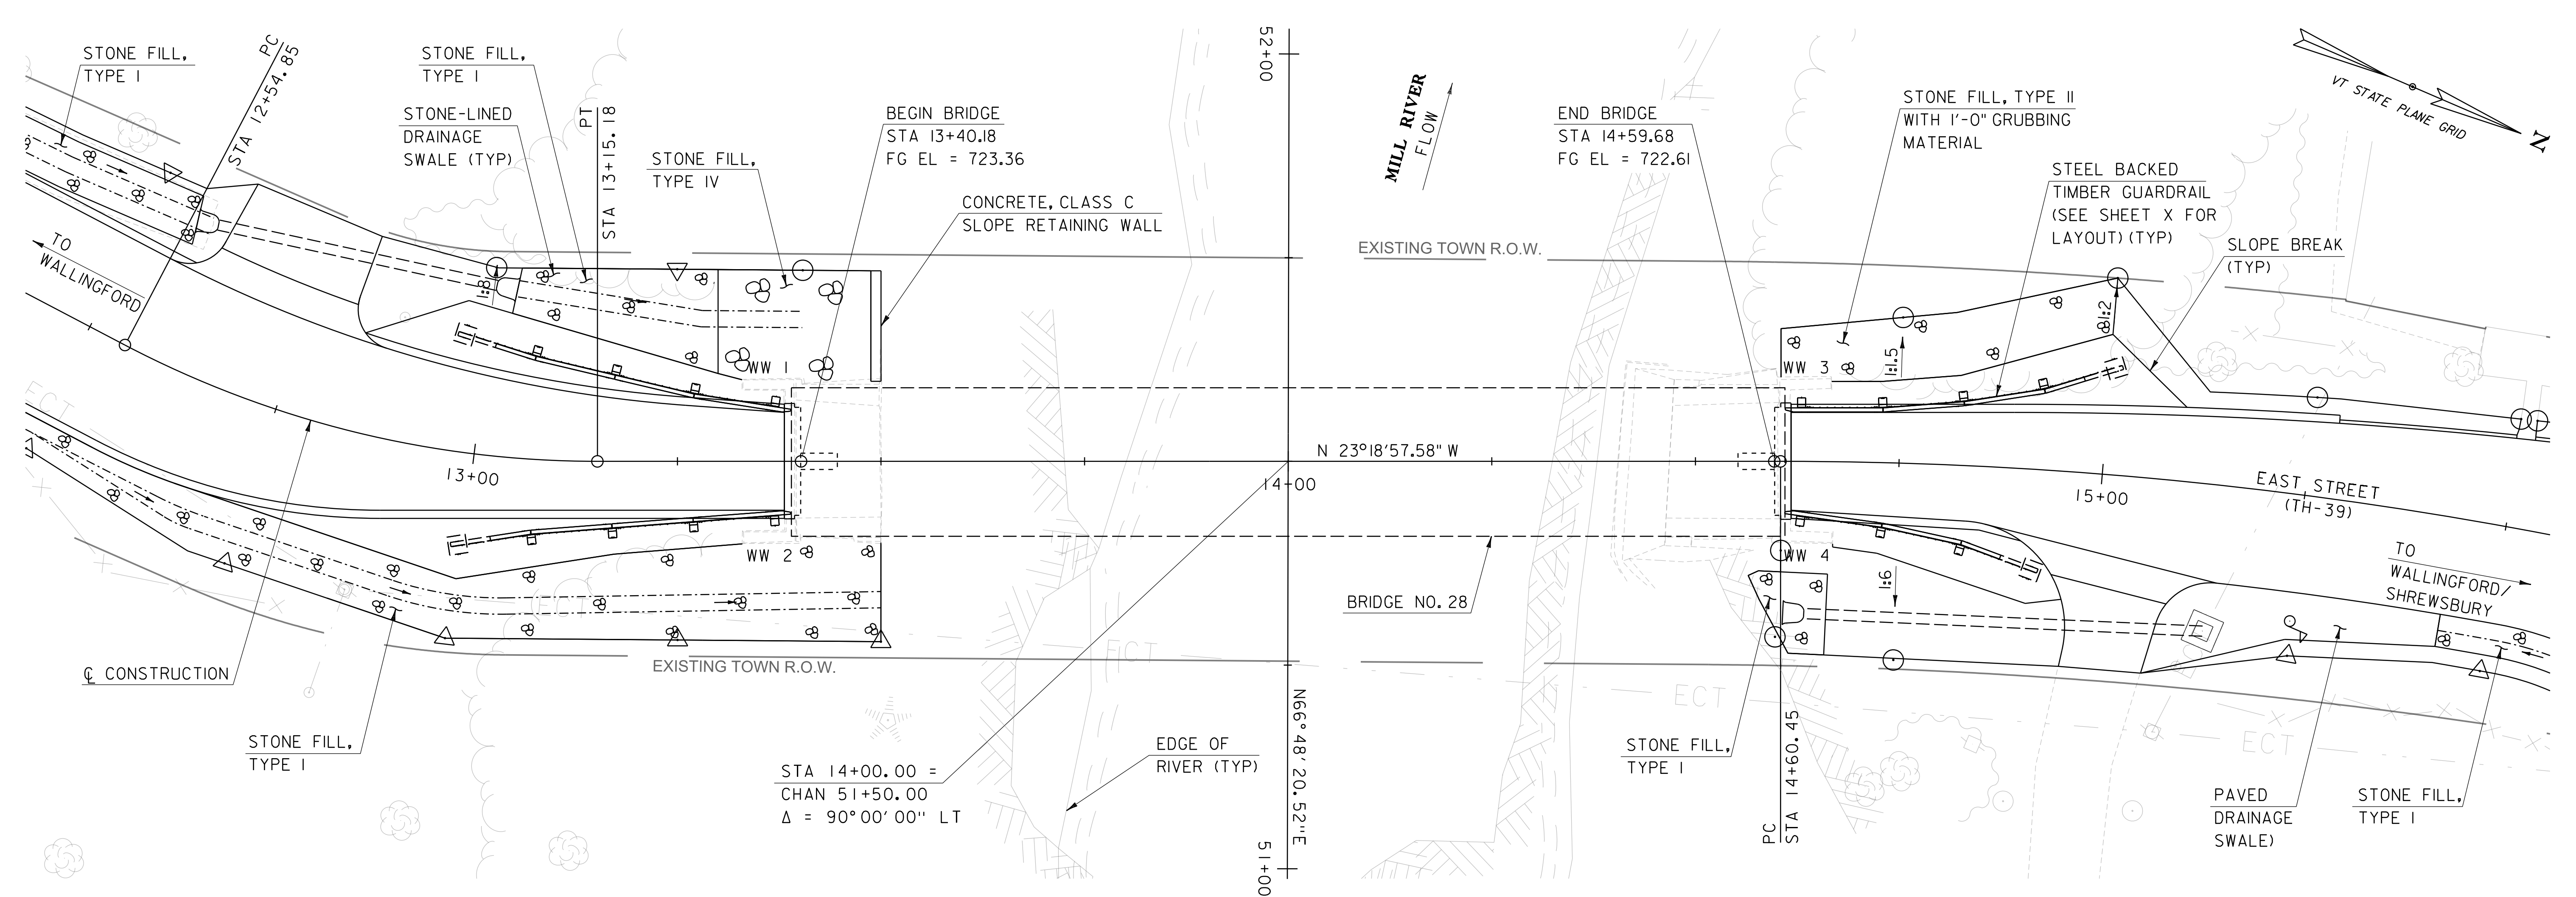 STONE FILL,
TYPE I
PC
STA 12+54.85
STONE FILL,
TYPE I
STONE-LINED
DRAINAGE
SWALE (TYP)
PT
STA 13+15.18
STONE FILL,
TYPE IV
BEGIN BRIDGE
STA 13+40.18
FG EL = 723.36
CONCRETE, CLASS C
SLOPE RETAINING WALL
52+00
MILL RIVER
FLOW
END BRIDGE
STA 14+59.68
FG EL = 722.61
STONE FILL, TYPE II
WITH 1'-0" GRUBBING
MATERIAL
STEEL BACKED
TIMBER GUARDRAIL
(SEE SHEET X FOR
LAYOUT) (TYP)
SLOPE BREAK
(TYP)
VT STATE PLANE GRID
N
EXISTING TOWN R.O.W.
TO
WALLINGFORD
1:8
1:2
1:1.5
WW 1
WW 3
ECT
13+00
N 23°18'57.58" W
14+00
15+00
EAST STREET
(TH-39)
WW 2
WW 4
1:6
TO
WALLINGFORD/
SHREWSBURY
BRIDGE NO. 28
ECT
ECT
EXISTING TOWN R.O.W.
℄ CONSTRUCTION
ECT
ECT
STONE FILL,
TYPE I
STA 14+00.00 =
CHAN 51+50.00
Δ = 90°00'00" LT
EDGE OF
RIVER (TYP)
N66°48'20.52"E
51+00
STONE FILL,
TYPE I
PC
STA 14+60.45
PAVED
DRAINAGE
SWALE)
STONE FILL,
TYPE I